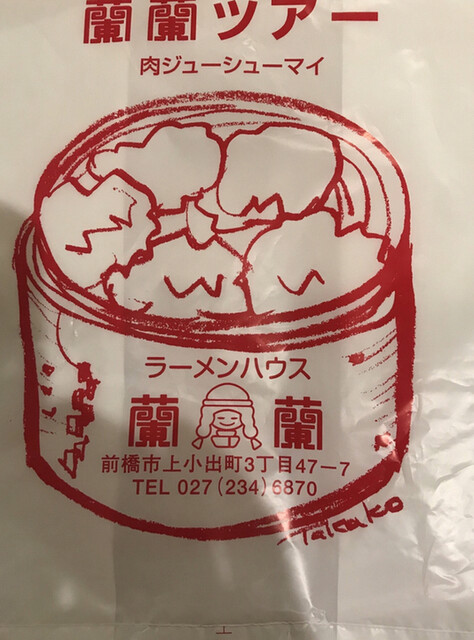 蘭蘭ツアー
肉ジューシューマイ
ラーメンハウス
蘭 蘭
前橋市上小出町3丁目47-7
TEL 027(234)6870
Takako